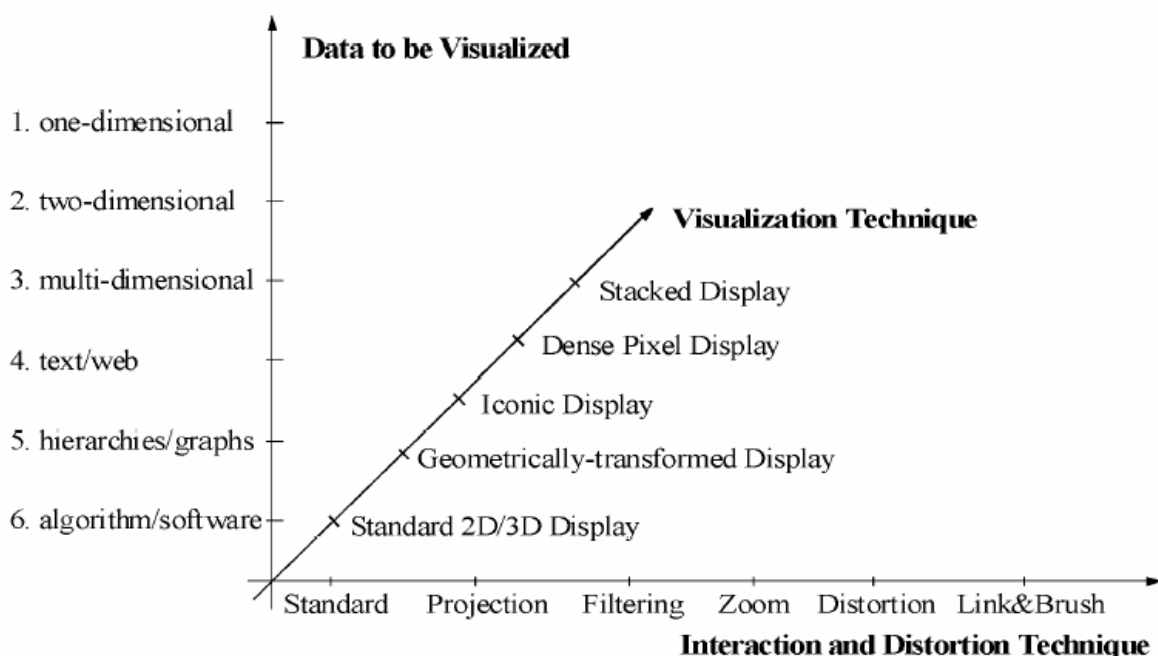 Data to be Visualized
1. one-dimensional
2. two-dimensional
Visualization Technique
3. multi-dimensional
Stacked Display
4. text/web
Dense Pixel Display
Iconic Display
5. hierarchies/graphs
Geometrically-transformed Display
6. algorithm/software
Standard 2D/3D Display
Standard Projection Filtering Zoom Distortion Link&Brush
Interaction and Distortion Technique